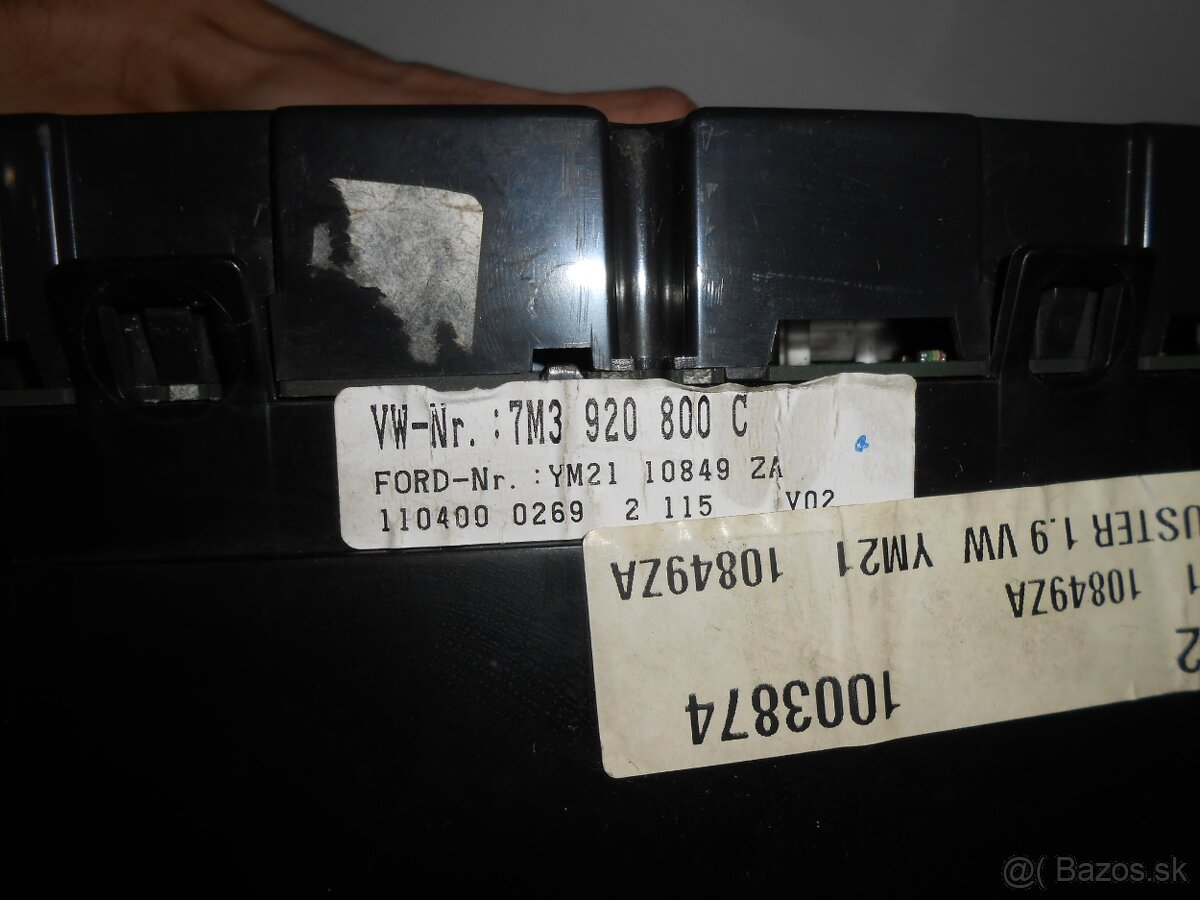 VW-Nr. :7M3 920 800 C
FORD-Nr. :YM21 10849 ZA
110400 0269 2 115 V02
1003874
10849ZA
USTER 1.9 VW YM21 10849ZA
@( Bazos.sk